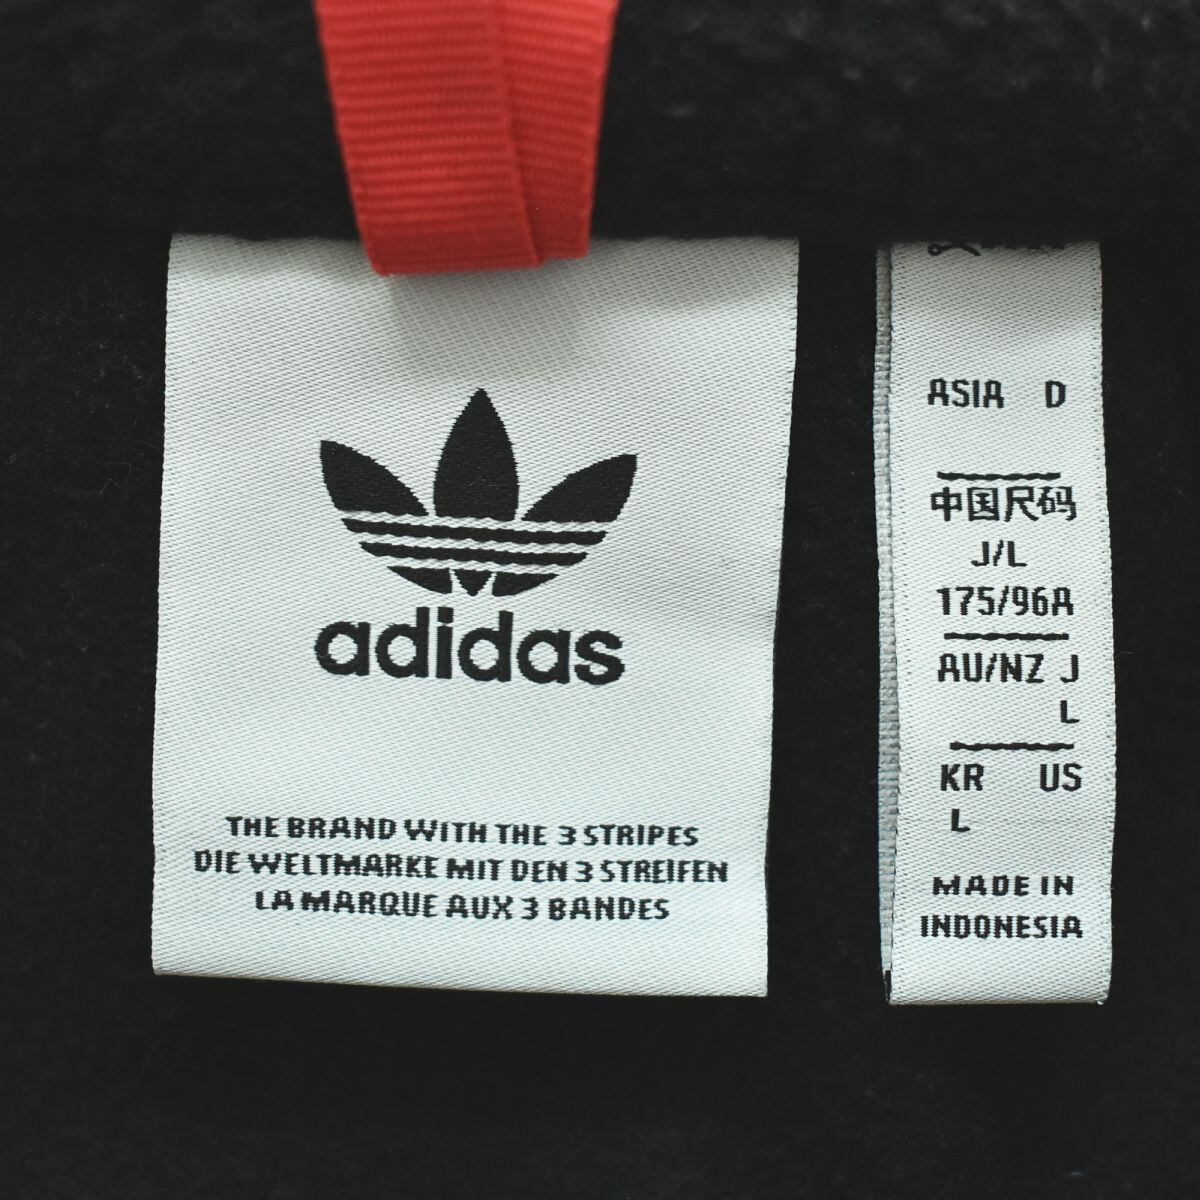 adidas
THE BRAND WITH THE 3 STRIPES
DIE WELTMARKE MIT DEN 3 STREIFEN
LA MARQUE AUX 3 BANDES
ASIA D
中国尺码
J/L
175/96A
AU/NZ J
L
KR US
L
MADE IN
INDONESIA